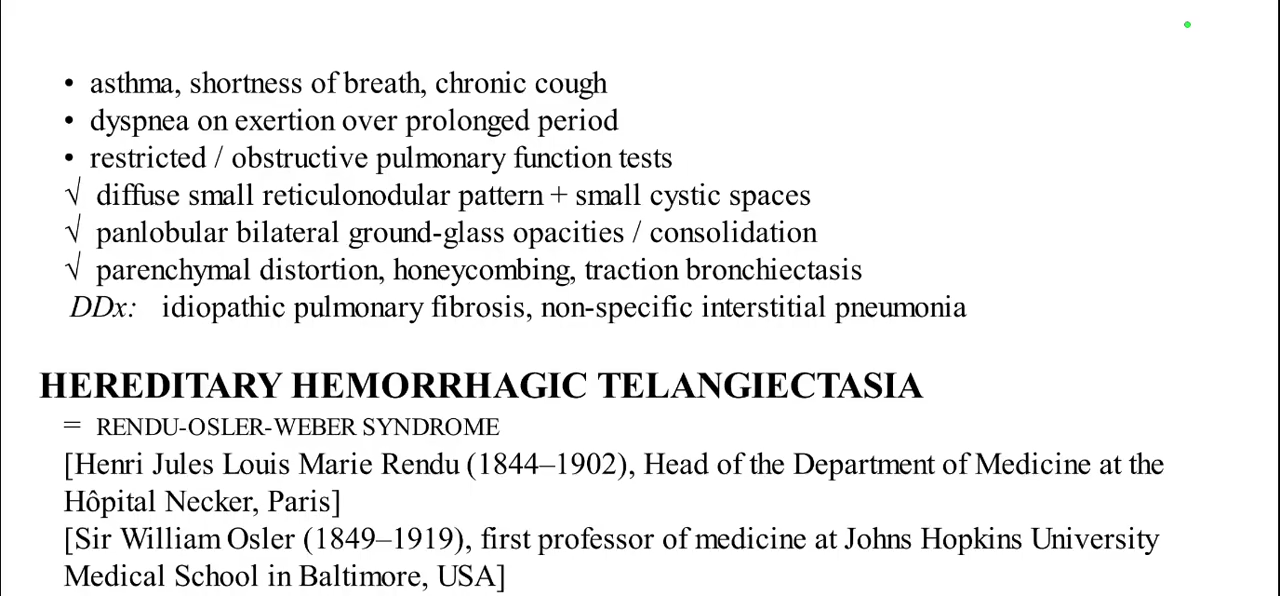 • asthma, shortness of breath, chronic cough
• dyspnea on exertion over prolonged period
• restricted / obstructive pulmonary function tests
√ diffuse small reticulonodular pattern + small cystic spaces
√ panlobular bilateral ground-glass opacities / consolidation
√ parenchymal distortion, honeycombing, traction bronchiectasis
DDx: idiopathic pulmonary fibrosis, non-specific interstitial pneumonia
HEREDITARY HEMORRHAGIC TELANGIECTASIA
= RENDU-OSLER-WEBER SYNDROME
[Henri Jules Louis Marie Rendu (1844–1902), Head of the Department of Medicine at the
Hôpital Necker, Paris]
[Sir William Osler (1849–1919), first professor of medicine at Johns Hopkins University
Medical School in Baltimore, USA]